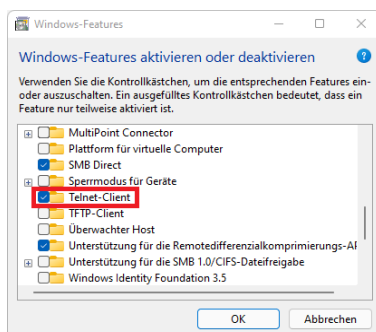 Windows-Features
Windows-Features aktivieren oder deaktivieren
Verwenden Sie die Kontrollkästchen, um die entsprechenden Features ein-
oder auszuschalten. Ein ausgefülltes Kontrollkästchen bedeutet, dass ein
Feature nur teilweise aktiviert ist.
MultiPoint Connector
Plattform für virtuelle Computer
SMB Direct
Sperrmodus für Geräte
Telnet-Client
TFTP-Client
Überwachter Host
Unterstützung für die Remotedifferenzialkomprimierungs-AP
Unterstützung für die SMB 1.0/CIFS-Dateifreigabe
Windows Identity Foundation 3.5
OK
Abbrechen